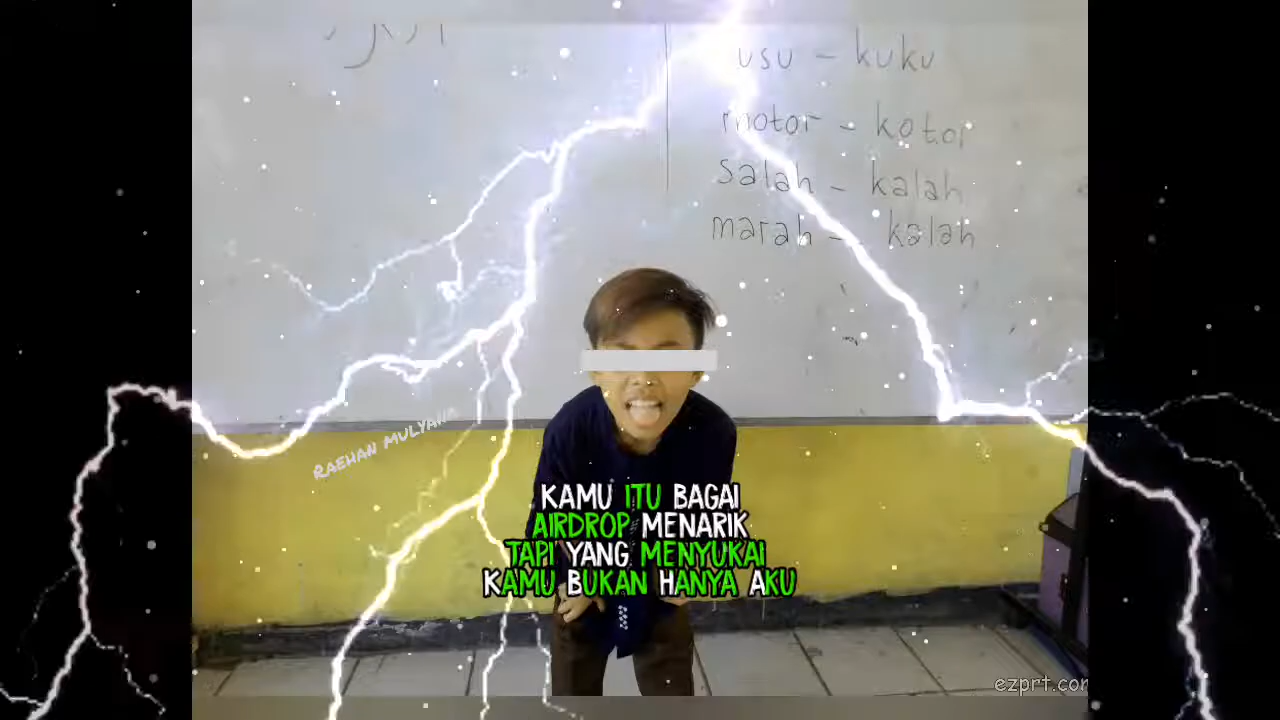 usu - kuku
motor - kotor
salah - kalah
marah - kalah
RAEHAN MULYANA
KAMU ITU BAGAI
AIRDROP MENARIK
TAPI YANG MENYUKAI
KAMU BUKAN HANYA AKU
ezprt.com